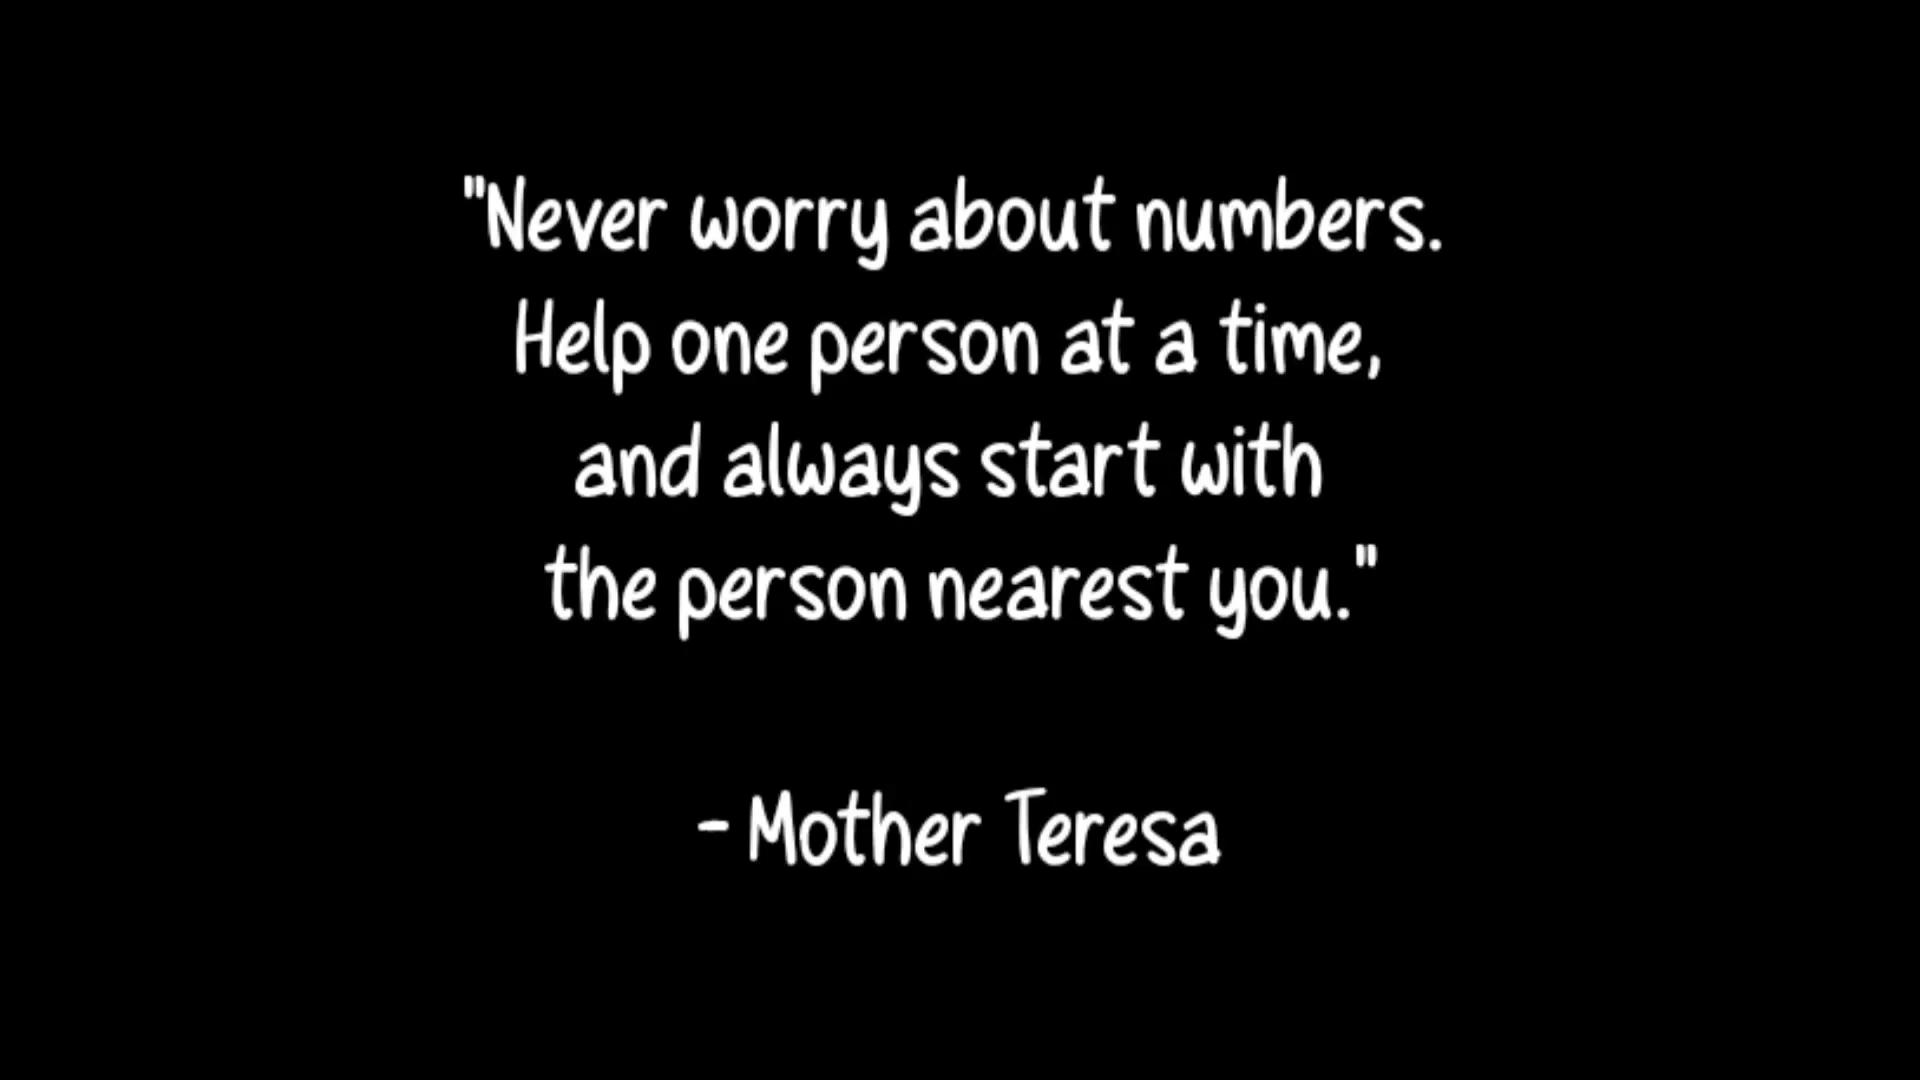 "Never worry about numbers.
Help one person at a time,
and always start with
the person nearest you."
- Mother Teresa